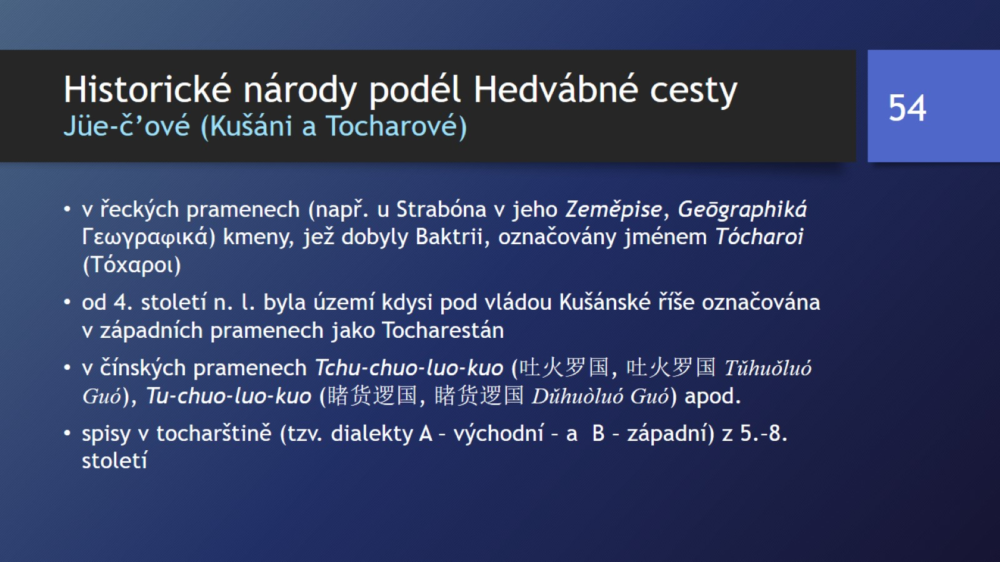 Historické národy podél Hedvábné cesty
Jüe-č’ové (Kušáni a Tocharové)
54
• v řeckých pramenech (např. u Strabóna v jeho Zeměpise, Geōgraphiká
Γεωγραφικά) kmeny, jež dobyly Baktrii, označovány jménem Tócharoi
(Τόχαροι)
• od 4. století n. l. byla území kdysi pod vládou Kušánské říše označována
v západních pramenech jako Tocharestán
• v čínských pramenech Tchu-chuo-luo-kuo (吐火罗国, 吐火罗国 Tǔhuǒluó
Guó), Tu-chuo-luo-kuo (睹货逻国, 睹货逻国 Dǔhuòluó Guó) apod.
• spisy v tocharštině (tzv. dialekty A – východní – a  B – západní) z 5.–8.
století